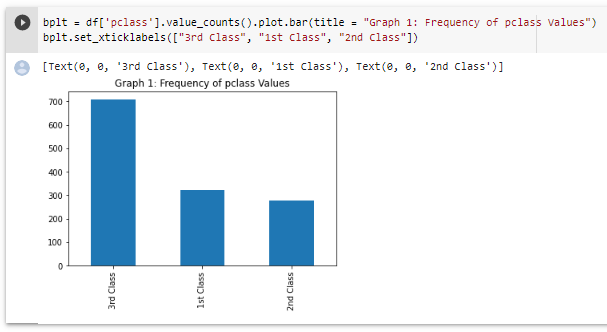 bplt = df['pclass'].value_counts().plot.bar(title = "Graph 1: Frequency of pclass Values")
bplt.set_xticklabels(["3rd Class", "1st Class", "2nd Class"])
[Text(0, 0, '3rd Class'), Text(0, 0, '1st Class'), Text(0, 0, '2nd Class')]
Graph 1: Frequency of pclass Values
700
600
500
400
300
200
100
0
3rd Class
1st Class
2nd Class